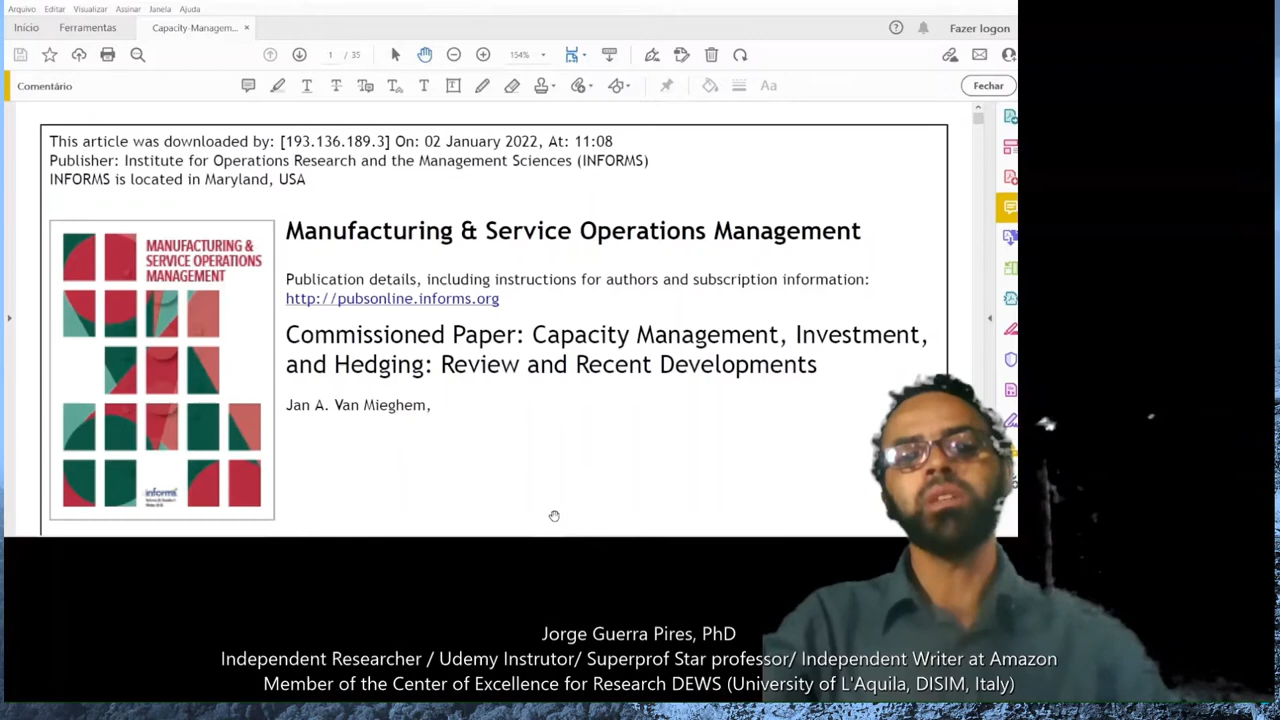 Arquivo Editar Visualizar Assinar Janela Ajuda
Início Ferramentas Capacity-Managem... × Fazer logon
1 / 35 154%
Comentário Aa Fechar
This article was downloaded by: [193.136.189.3] On: 02 January 2022, At: 11:08
Publisher: Institute for Operations Research and the Management Sciences (INFORMS)
INFORMS is located in Maryland, USA
MANUFACTURING &
SERVICE OPERATIONS
MANAGEMENT
informs
Manufacturing & Service Operations Management
Publication details, including instructions for authors and subscription information:
http://pubsonline.informs.org
Commissioned Paper: Capacity Management, Investment,
and Hedging: Review and Recent Developments
Jan A. Van Mieghem,
Jorge Guerra Pires, PhD
Independent Researcher / Udemy Instrutor/ Superprof Star professor/ Independent Writer at Amazon
Member of the Center of Excellence for Research DEWS (University of L'Aquila, DISIM, Italy)